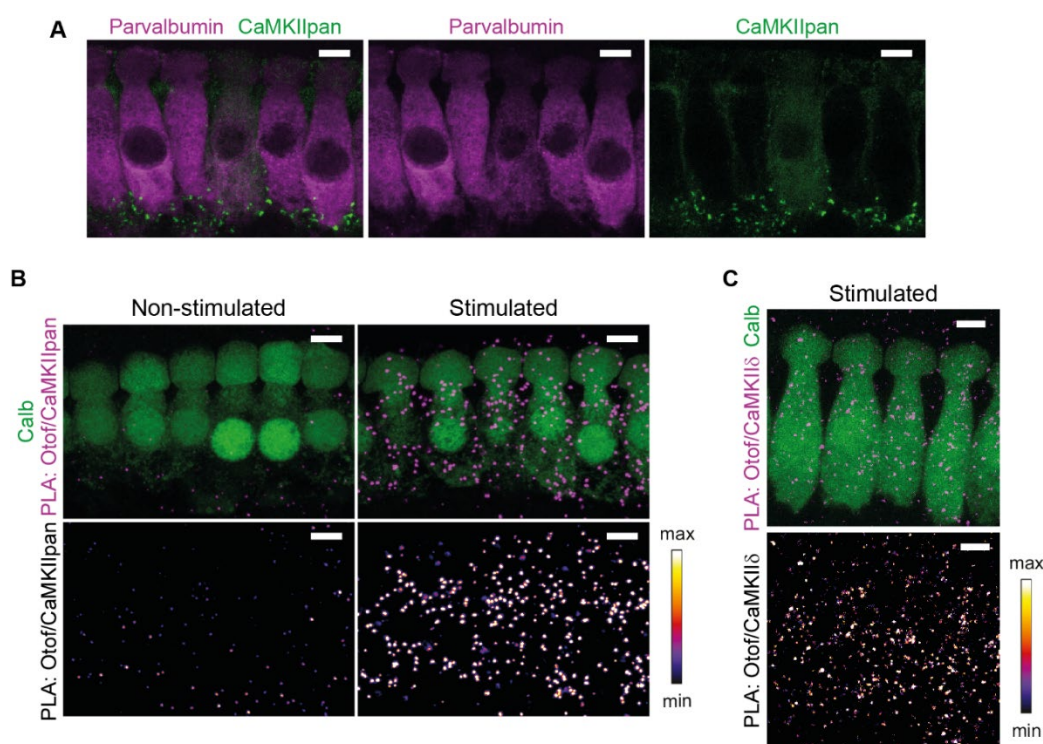 A
Parvalbumin CaMKIIpan
Parvalbumin
CaMKIIpan
B
Non-stimulated
Stimulated
Calb
PLA: Otof/CaMKIIpan
PLA: Otof/CaMKIIpan
max
min
C
Stimulated
PLA: Otof/CaMKIIδ Calb
PLA: Otof/CaMKIIδ
max
min